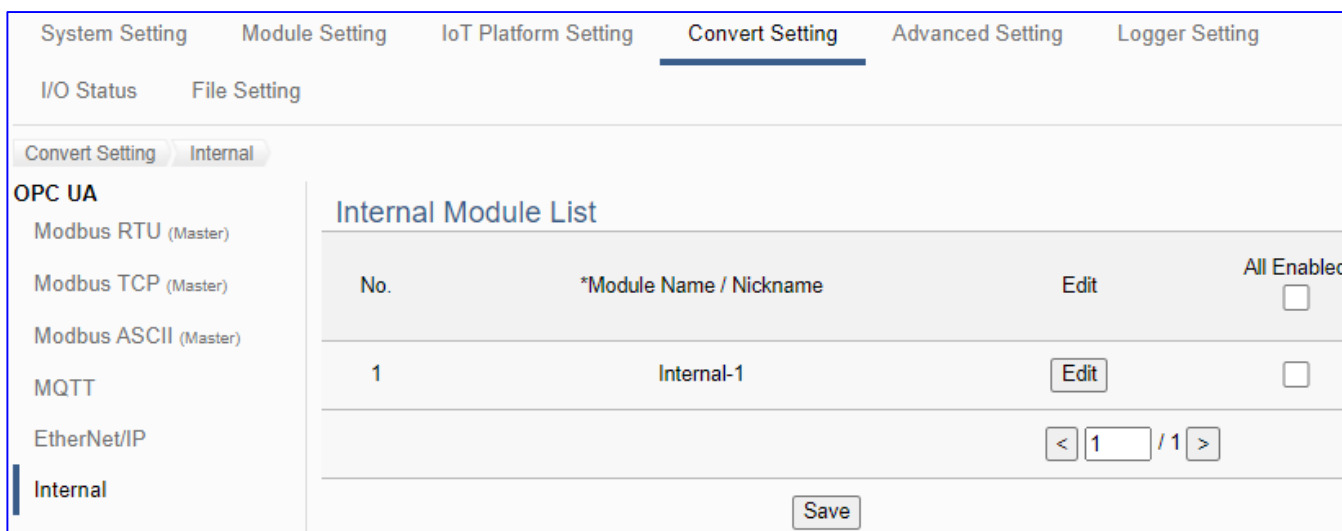 System Setting Module Setting IoT Platform Setting Convert Setting Advanced Setting Logger Setting
I/O Status File Setting
Convert Setting Internal
OPC UA
Modbus RTU (Master)
Modbus TCP (Master)
Modbus ASCII (Master)
MQTT
EtherNet/IP
Internal
Internal Module List
No. *Module Name / Nickname Edit All Enabled
1 Internal-1 Edit
< 1 / 1 >
Save